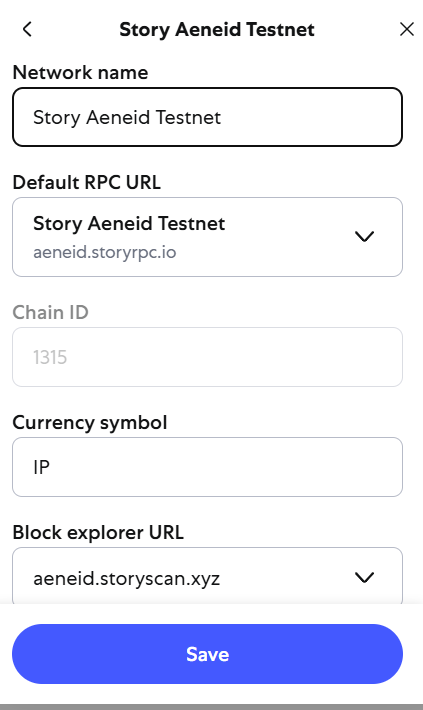 Story Aeneid Testnet
Network name
Story Aeneid Testnet
Default RPC URL
Story Aeneid Testnet
aeneid.storyrpc.io
Chain ID
1315
Currency symbol
IP
Block explorer URL
aeneid.storyscan.xyz
Save